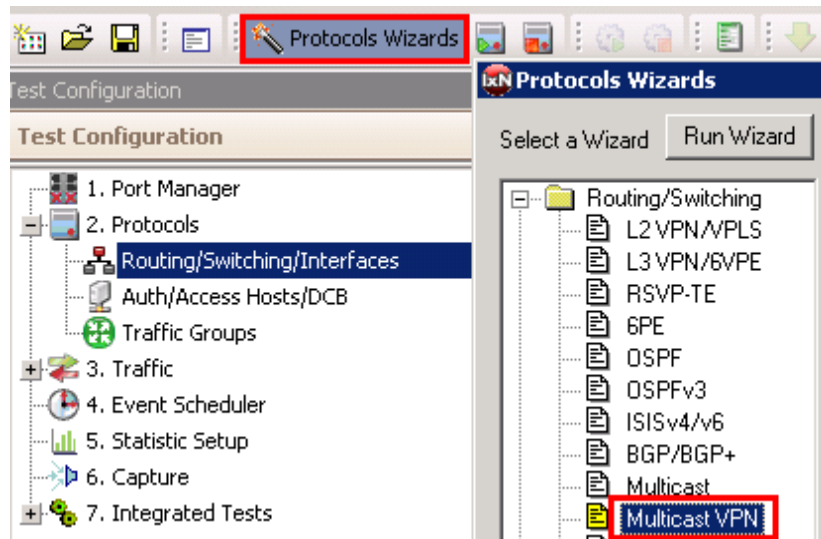 Protocols Wizards
Test Configuration
Test Configuration
1. Port Manager
2. Protocols
Routing/Switching/Interfaces
Auth/Access Hosts/DCB
Traffic Groups
3. Traffic
4. Event Scheduler
5. Statistic Setup
6. Capture
7. Integrated Tests
IxN Protocols Wizards
Select a Wizard Run Wizard
Routing/Switching
L2 VPN/VPLS
L3 VPN/6VPE
RSVP-TE
6PE
OSPF
OSPFv3
ISISv4/v6
BGP/BGP+
Multicast
Multicast VPN